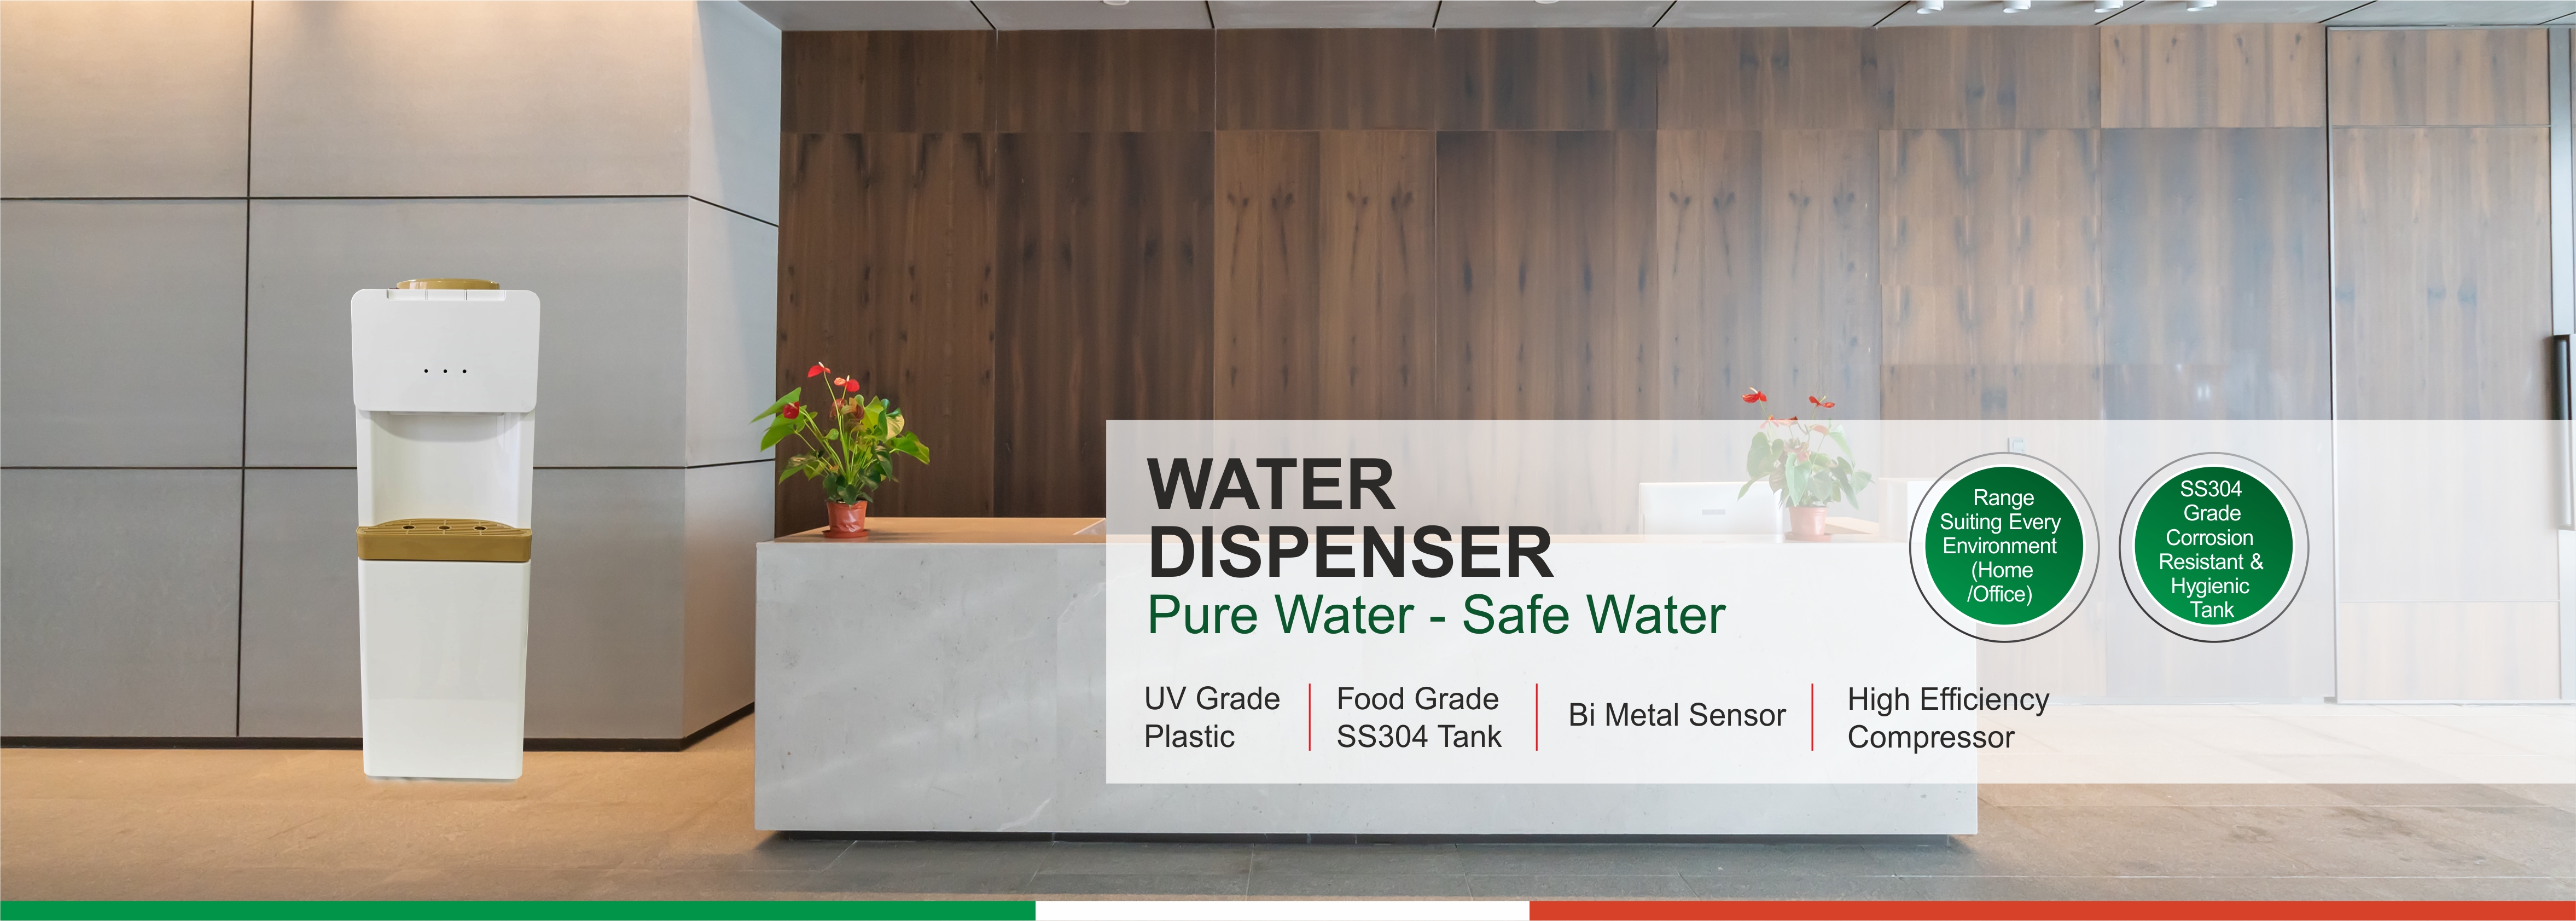 WATER
DISPENSER
Pure Water - Safe Water
UV Grade
Plastic
Food Grade
SS304 Tank
Bi Metal Sensor
High Efficiency
Compressor
Range
Suiting Every
Environment
(Home
/Office)
SS304
Grade
Corrosion
Resistant &
Hygienic
Tank